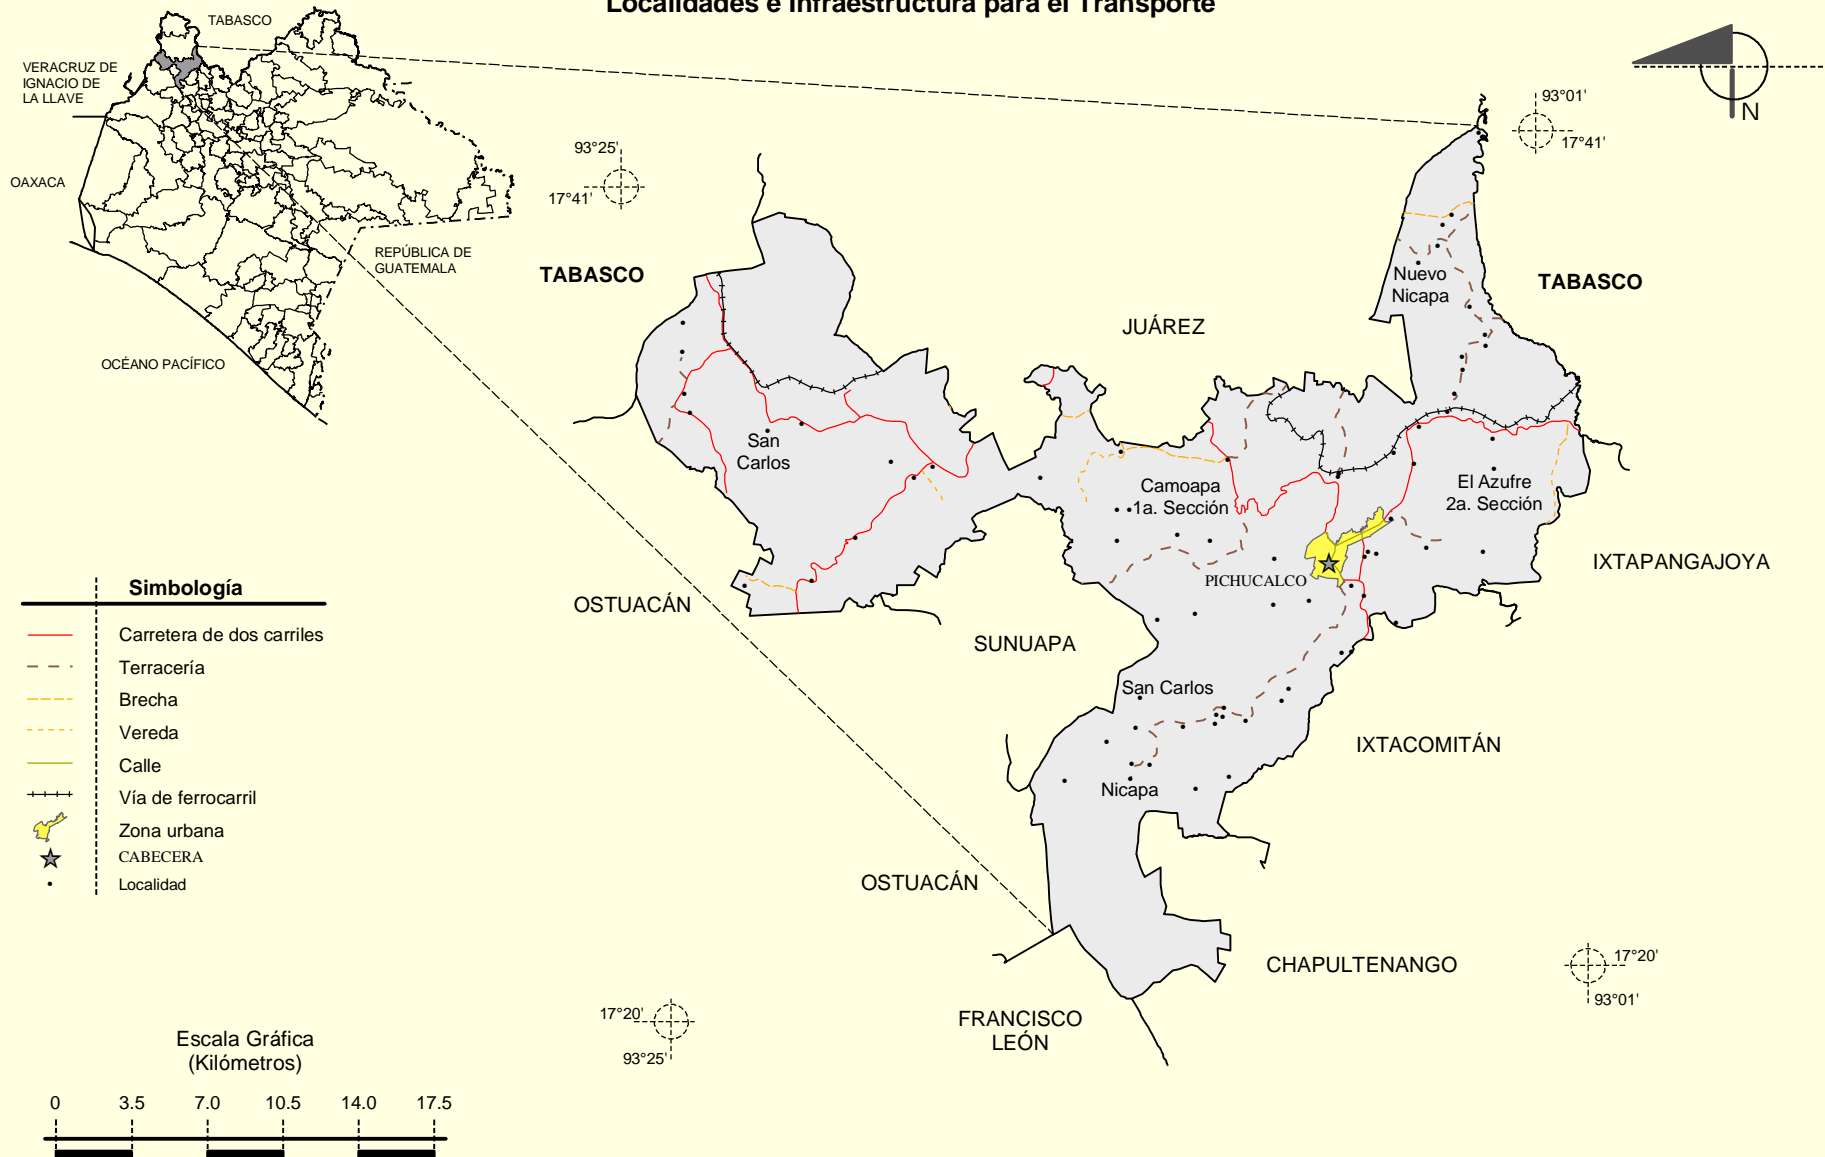 Localidades e Infraestructura para el Transporte
TABASCO
VERACRUZ DE
IGNACIO DE
LA LLAVE
OAXACA
REPÚBLICA DE
GUATEMALA
OCÉANO PACÍFICO
N
93°25'
17°41'
93°01'
17°41'
TABASCO
TABASCO
JUÁREZ
Nuevo
Nicapa
San
Carlos
Camoapa
1a. Sección
El Azufre
2a. Sección
PICHUCALCO
IXTAPANGAJOYA
OSTUACÁN
SUNUAPA
San Carlos
IXTACOMITÁN
Nicapa
OSTUACÁN
CHAPULTENANGO
FRANCISCO
LEÓN
17°20'
93°25'
17°20'
93°01'
Simbología
Carretera de dos carriles
Terracería
Brecha
Vereda
Calle
Vía de ferrocarril
Zona urbana
CABECERA
Localidad
Escala Gráfica
(Kilómetros)
0 3.5 7.0 10.5 14.0 17.5